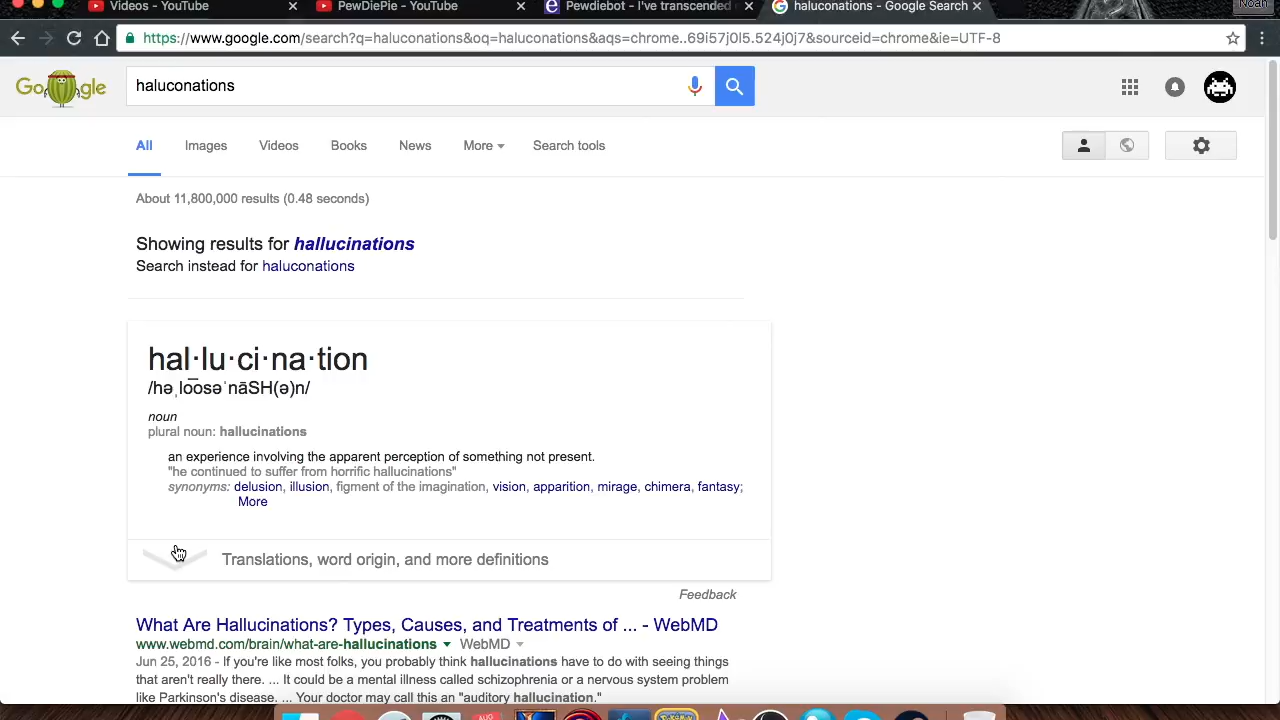 Videos - YouTube
PewDiePie - YouTube
Pewdiebot - I've transcended
haluconations - Google Search
Noah
https://www.google.com/search?q=haluconations&oq=haluconations&aqs=chrome..69i57j0l5.524j0j7&sourceid=chrome&ie=UTF-8
Google
haluconations
All Images Videos Books News More Search tools
About 11,800,000 results (0.48 seconds)
Showing results for hallucinations
Search instead for haluconations
hal·lu·ci·na·tion
/həˌlo͞osəˈnāSH(ə)n/
noun
plural noun: hallucinations
an experience involving the apparent perception of something not present.
"he continued to suffer from horrific hallucinations"
synonyms: delusion, illusion, figment of the imagination, vision, apparition, mirage, chimera, fantasy;
More
Translations, word origin, and more definitions
Feedback
What Are Hallucinations? Types, Causes, and Treatments of ... - WebMD
www.webmd.com/brain/what-are-hallucinations WebMD
Jun 25, 2016 - If you're like most folks, you probably think hallucinations have to do with seeing things
that aren't really there. ... It could be a mental illness called schizophrenia or a nervous system problem
like Parkinson's disease. ... Your doctor may call this an "auditory hallucination."
AUG